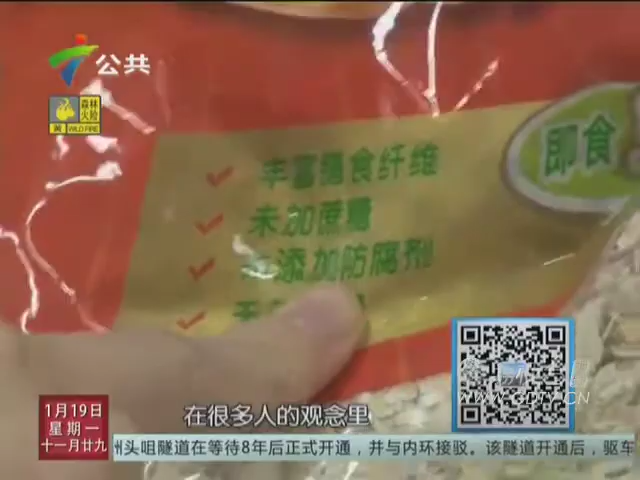 公共
森林
火险
黄 WILD FIRE
即食
丰富膳食纤维
未加蔗糖
添加防腐剂
WWW.GDTV.CN
在很多人的观念里
1月19日
星期一
十一月廿九
州头咀隧道在等待8年后正式开通，并与内环接驳。该隧道开通后，驱车